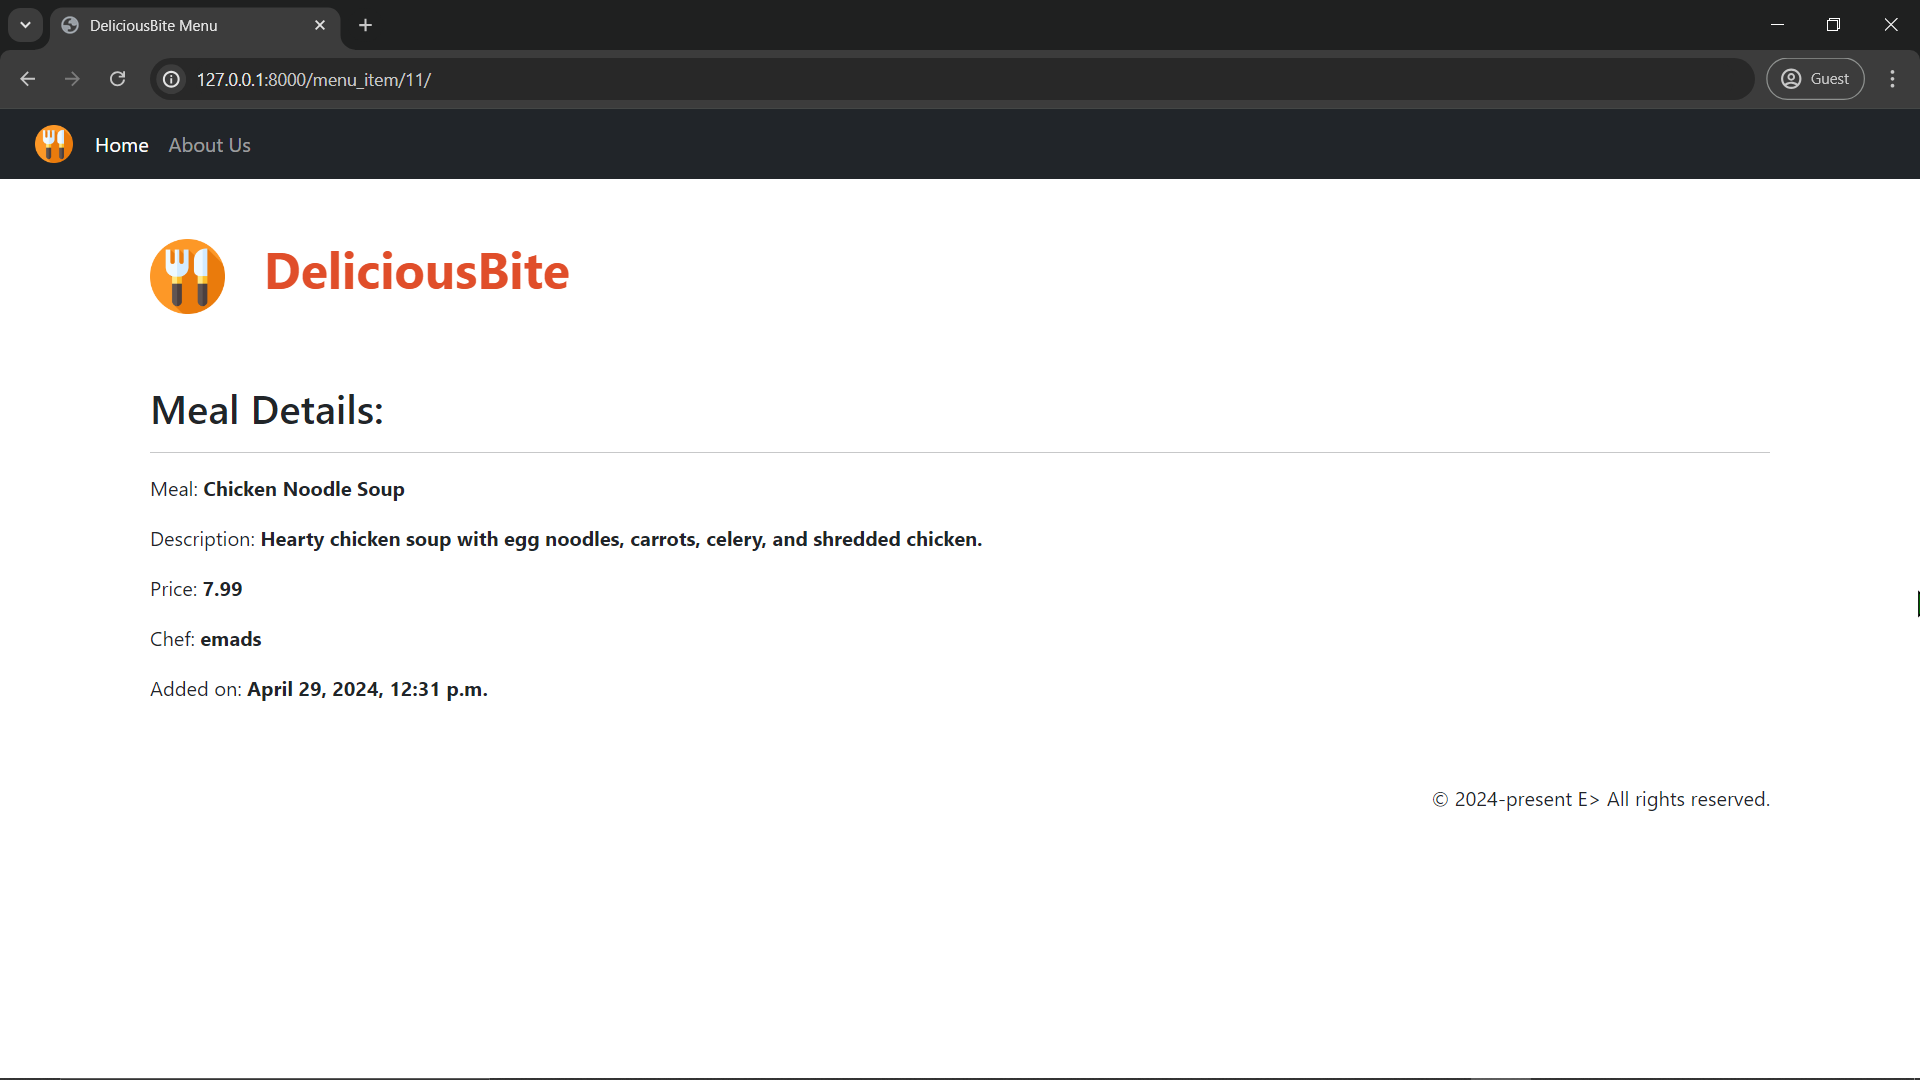 DeliciousBite Menu
127.0.0.1:8000/menu_item/11/
Guest
Home About Us
DeliciousBite
Meal Details:
Meal: Chicken Noodle Soup
Description: Hearty chicken soup with egg noodles, carrots, celery, and shredded chicken.
Price: 7.99
Chef: emads
Added on: April 29, 2024, 12:31 p.m.
© 2024-present E> All rights reserved.